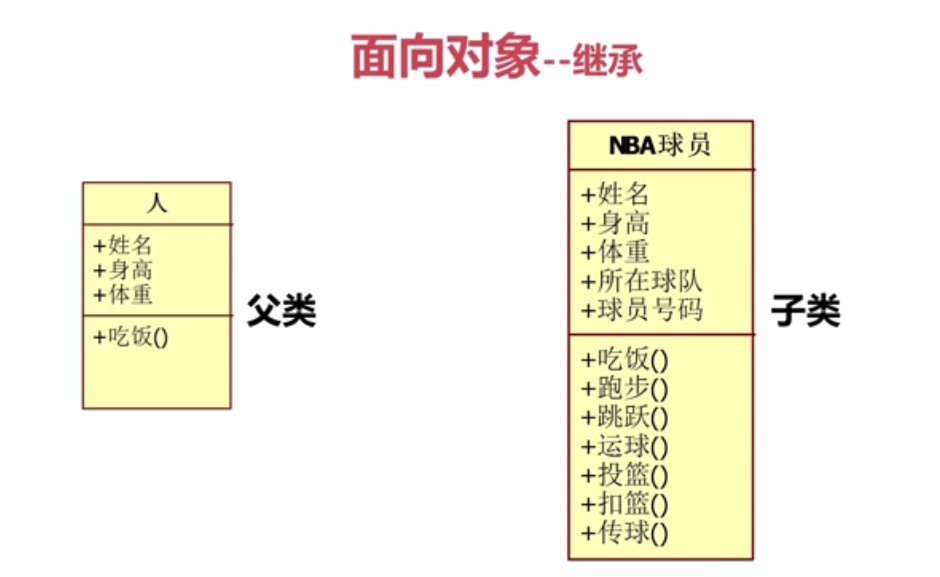 面向对象--继承
人
+姓名
+身高
+体重
+吃饭()
父类
NBA球员
+姓名
+身高
+体重
+所在球队
+球员号码
+吃饭()
+跑步()
+跳跃()
+运球()
+投篮()
+扣篮()
+传球()
子类